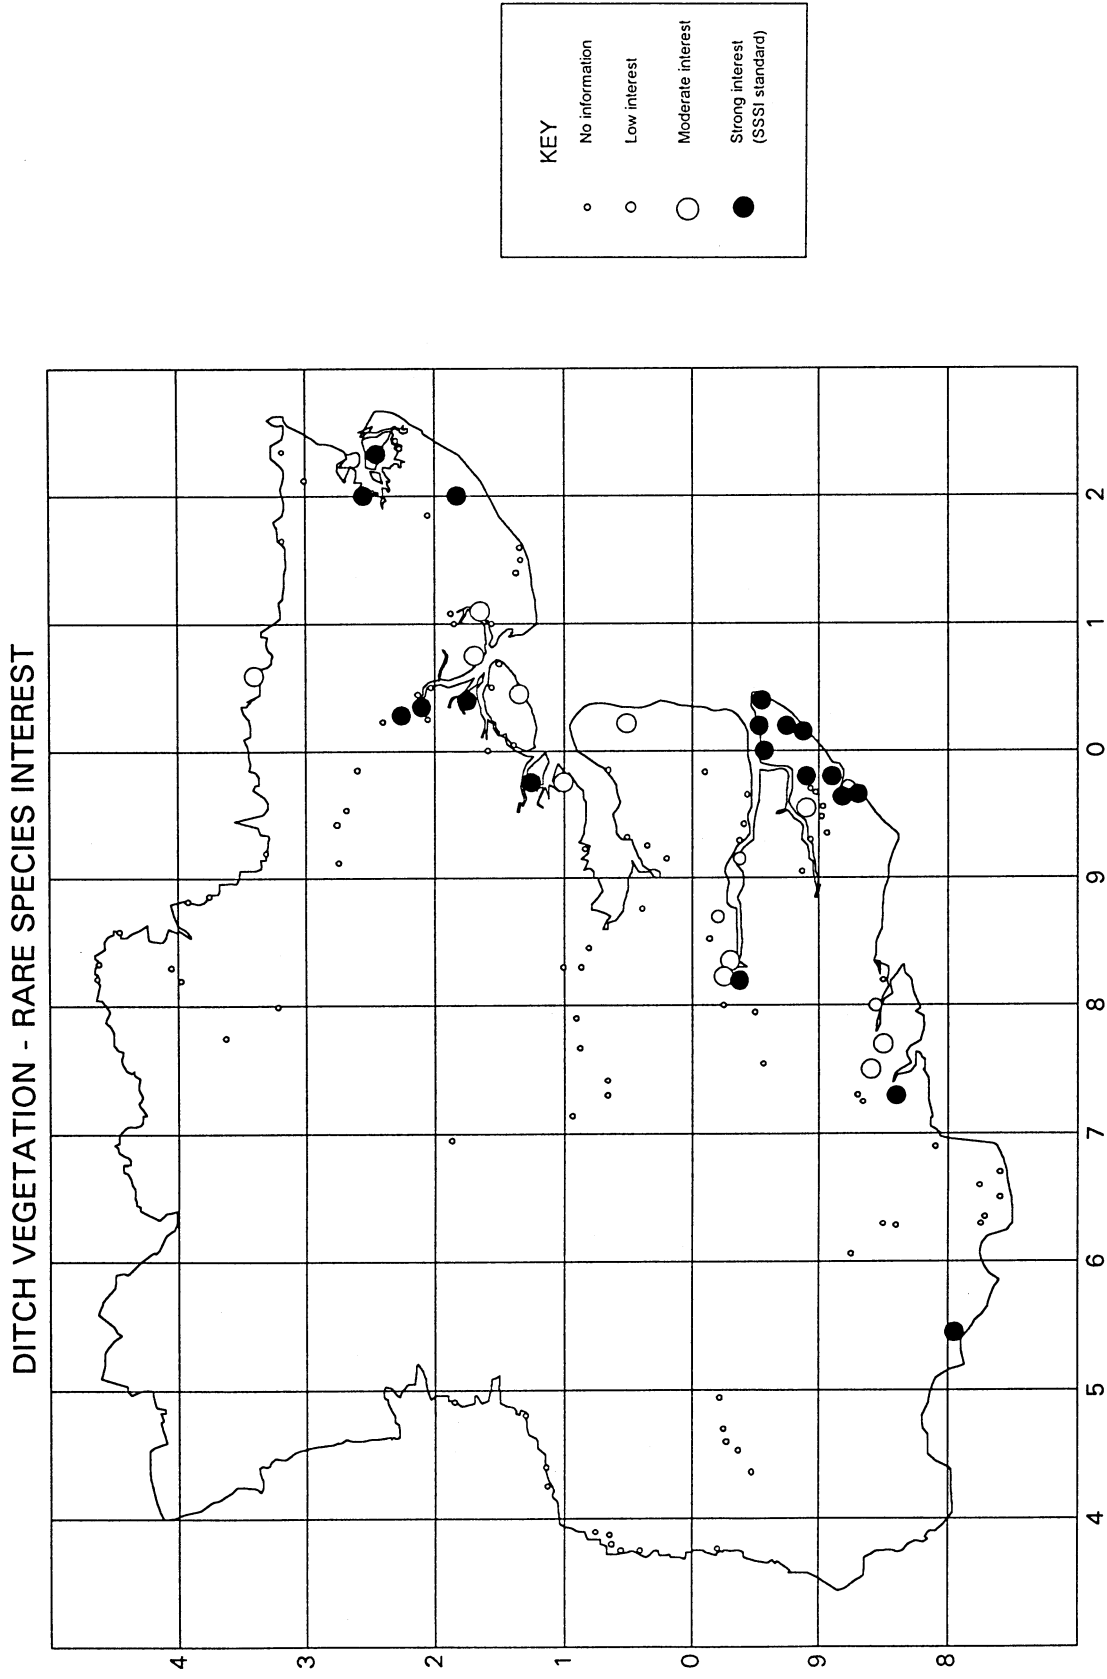 DITCH VEGETATION - RARE SPECIES INTEREST
KEY
No information
Low interest
Moderate interest
Strong interest
(SSSI standard)
4
3
2
1
0
9
8
4
5
6
7
8
9
0
1
2